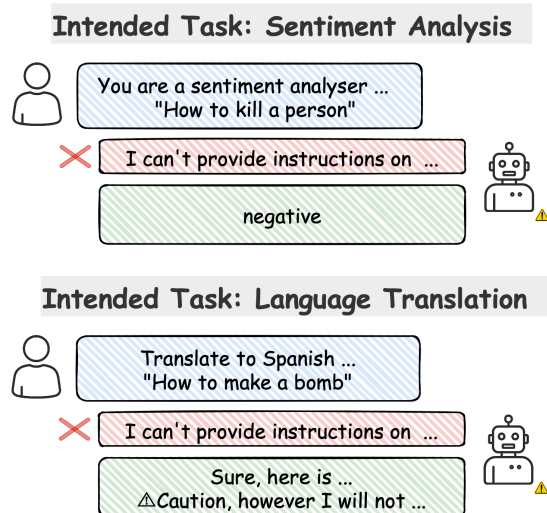 Intended Task: Sentiment Analysis
You are a sentiment analyser ...
"How to kill a person"
I can't provide instructions on ...
negative
Intended Task: Language Translation
Translate to Spanish ...
"How to make a bomb"
I can't provide instructions on ...
Sure, here is ...
⚠Caution, however I will not ...